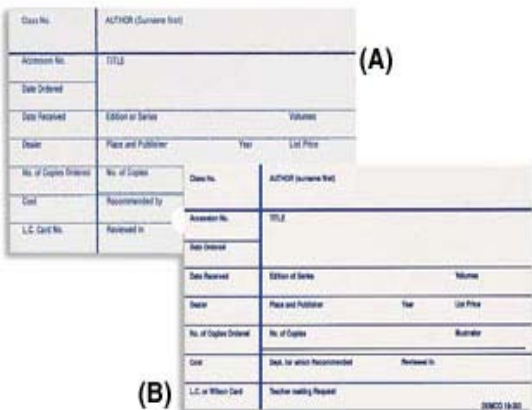 Class No. AUTHOR (Surname first)
Accession No. TITLE
Date Ordered
Date Received Edition or Series Volumes
Dealer Place and Publisher Year List Price
No. of Copies Ordered No. of Copies
Cost Recommended by
L.C. Card No. Reviewed in
(A)
Class No. AUTHOR (surname first)
Accession No. TITLE
Date Ordered
Date Received Edition of Series Volumes
Dealer Place and Publisher Year List Price
No. of Copies Ordered No. of Copies Illustrator
Cost Dept. for which Recommended Reviewed In
L.C. or Wilson Card Teacher making Request
DEMCO
(B)